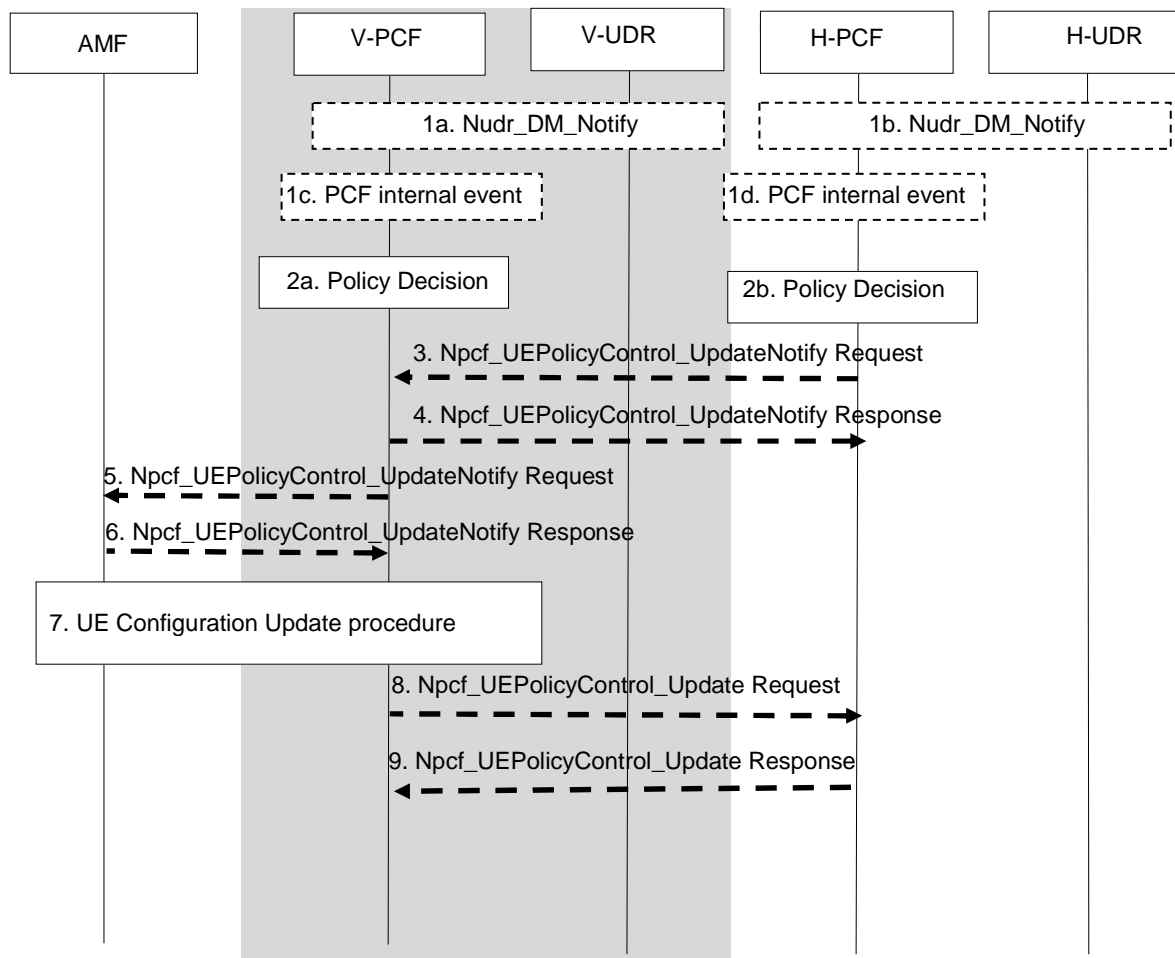 AMF
V-PCF
V-UDR
H-PCF
H-UDR
1a. Nudr_DM_Notify
1b. Nudr_DM_Notify
1c. PCF internal event
1d. PCF internal event
2a. Policy Decision
2b. Policy Decision
3. Npcf_UEPolicyControl_UpdateNotify Request
4. Npcf_UEPolicyControl_UpdateNotify Response
5. Npcf_UEPolicyControl_UpdateNotify Request
6. Npcf_UEPolicyControl_UpdateNotify Response
7. UE Configuration Update procedure
8. Npcf_UEPolicyControl_Update Request
9. Npcf_UEPolicyControl_Update Response